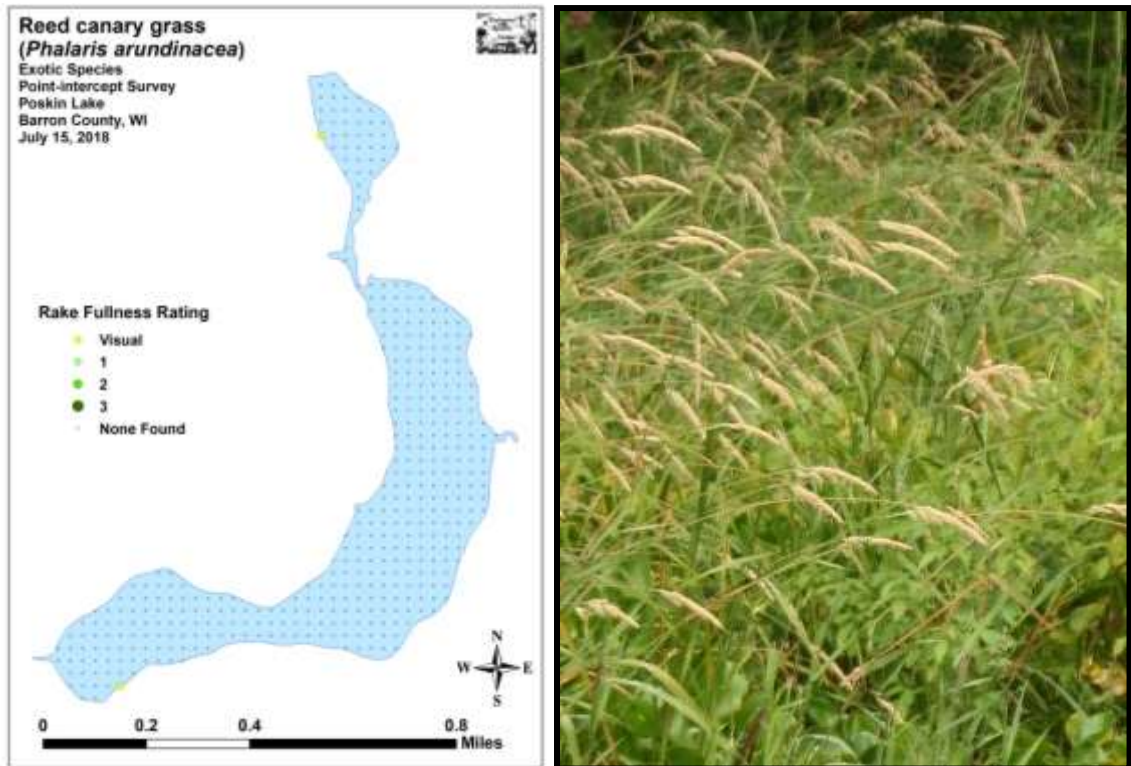 Reed canary grass
(Phalaris arundinacea)
Exotic Species
Point-intercept Survey
Poskin Lake
Barron County, WI
July 15, 2018
Rake Fullness Rating
Visual
1
2
3
None Found
N
W E
S
0 0.2 0.4 0.8
Miles